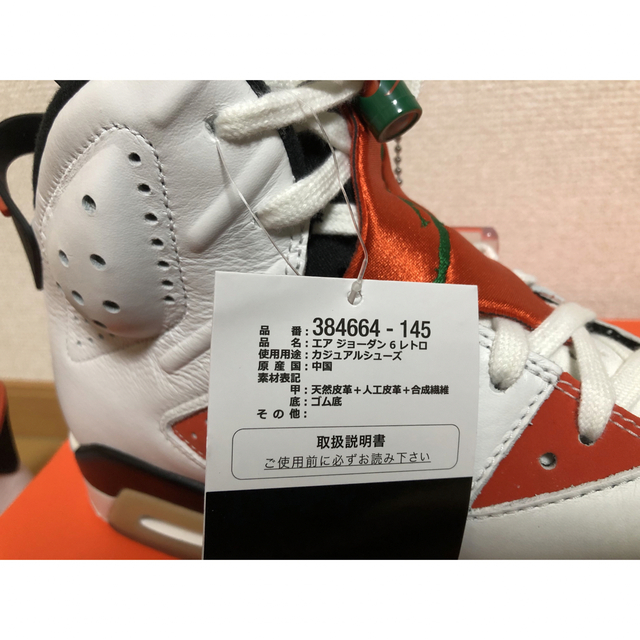 品　　番：384664 - 145
品　　名：エア ジョーダン 6 レトロ
使用用途：カジュアルシューズ
原 産 国：中国
素材表記
甲：天然皮革＋人工皮革＋合成繊維
底：ゴム底
そ の 他：
取扱説明書
ご使用前に必ずお読み下さい